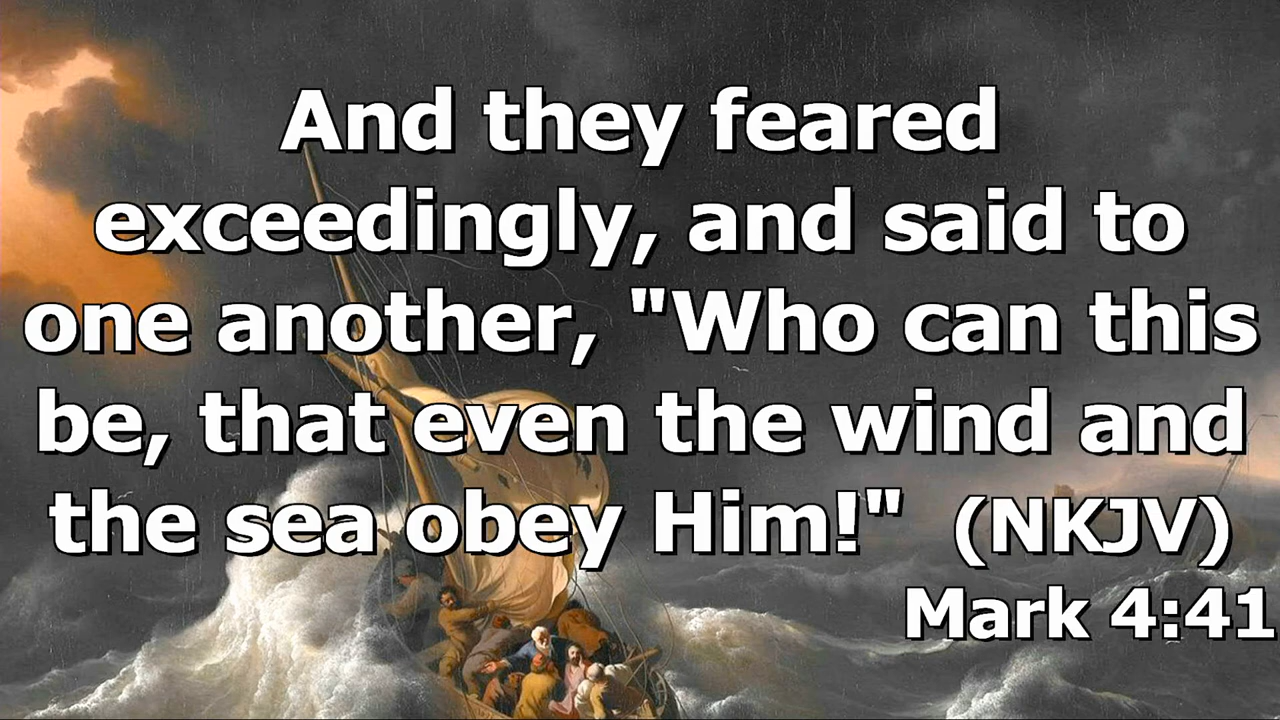 And they feared
exceedingly, and said to
one another, "Who can this
be, that even the wind and
the sea obey Him!" (NKJV)
Mark 4:41